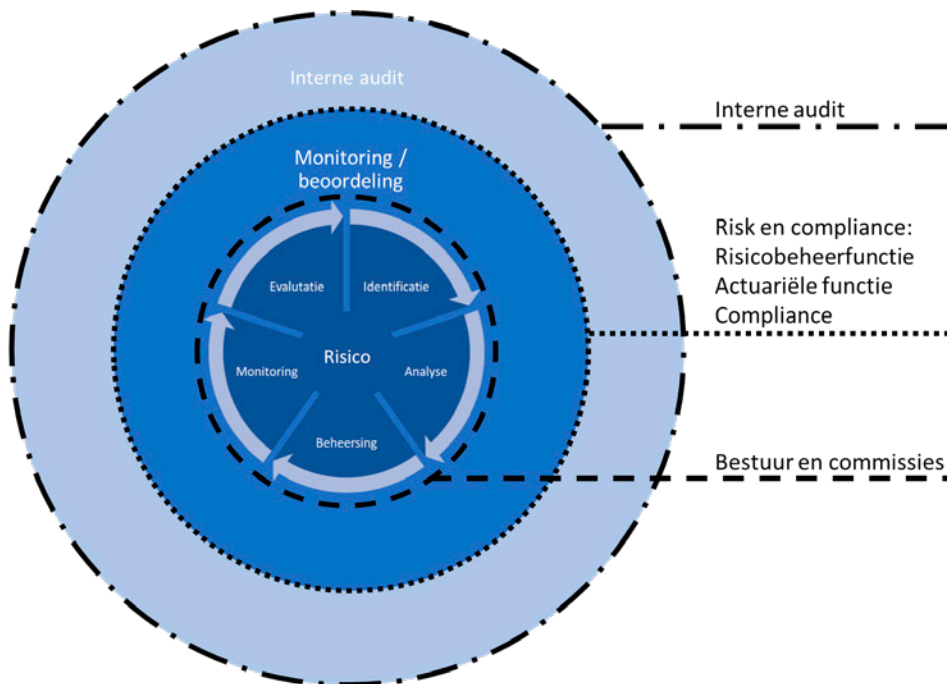 Interne audit
Monitoring /
beoordeling
Evalutatie
Identificatie
Risico
Monitoring
Analyse
Beheersing
Interne audit
Risk en compliance:
Risicobeheerfunctie
Actuariële functie
Compliance
Bestuur en commissies